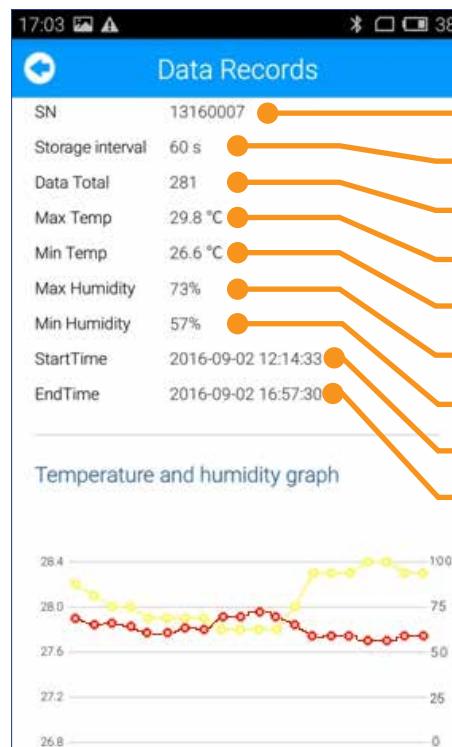 17:03 38
Data Records
SN 13160007
Storage interval 60 s
Data Total 281
Max Temp 29.8 °C
Min Temp 26.6 °C
Max Humidity 73%
Min Humidity 57%
StartTime 2016-09-02 12:14:33
EndTime 2016-09-02 16:57:30
Temperature and humidity graph
28.4 100
28.0 75
27.6 50
27.2 25
26.8 0